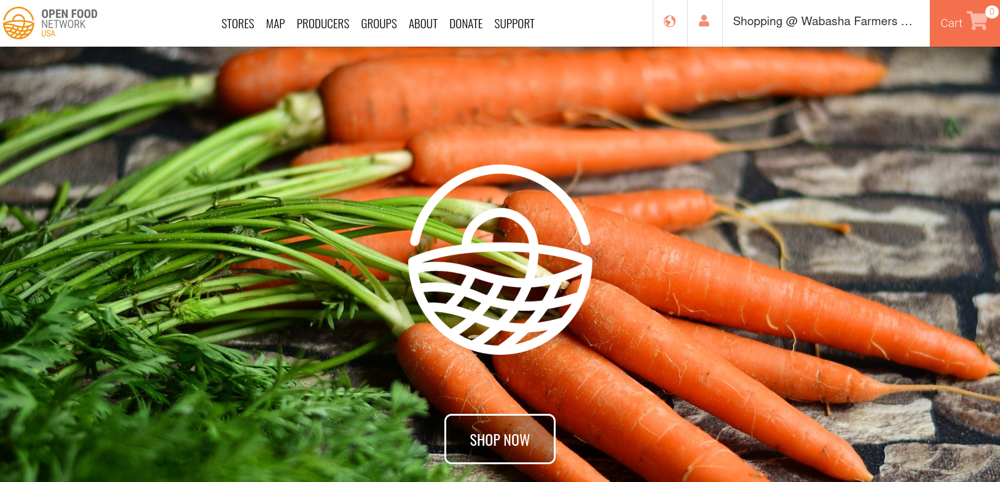 OPEN FOOD
NETWORK
USA
STORES MAP PRODUCERS GROUPS ABOUT DONATE SUPPORT
Shopping @ Wabasha Farmers ...
Cart 0
SHOP NOW